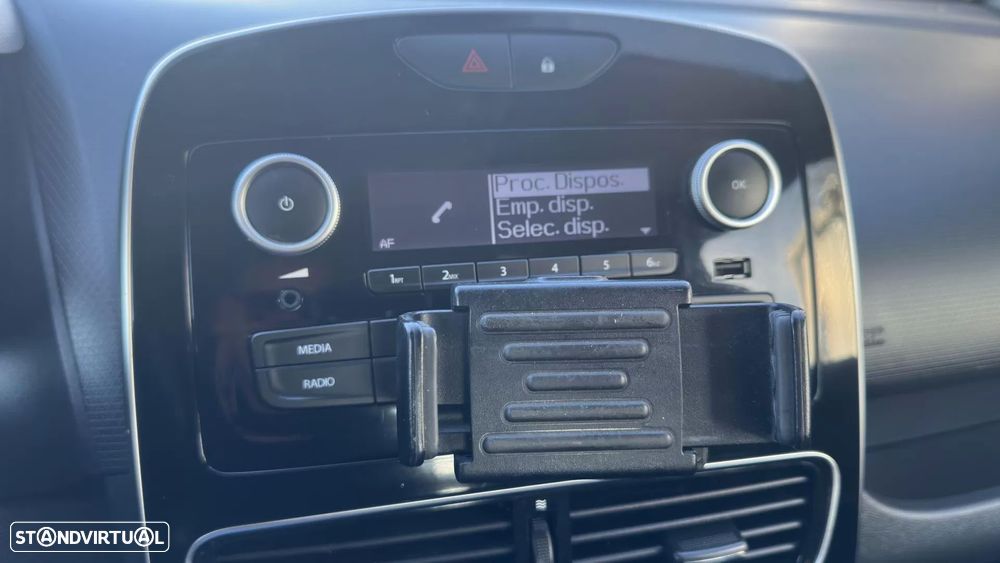 Proc. Dispos.
Emp. disp.
Selec. disp.
AF
OK
1RPT 2MIX 3 4 5 6
MEDIA
RADIO
STANDVIRTUAL